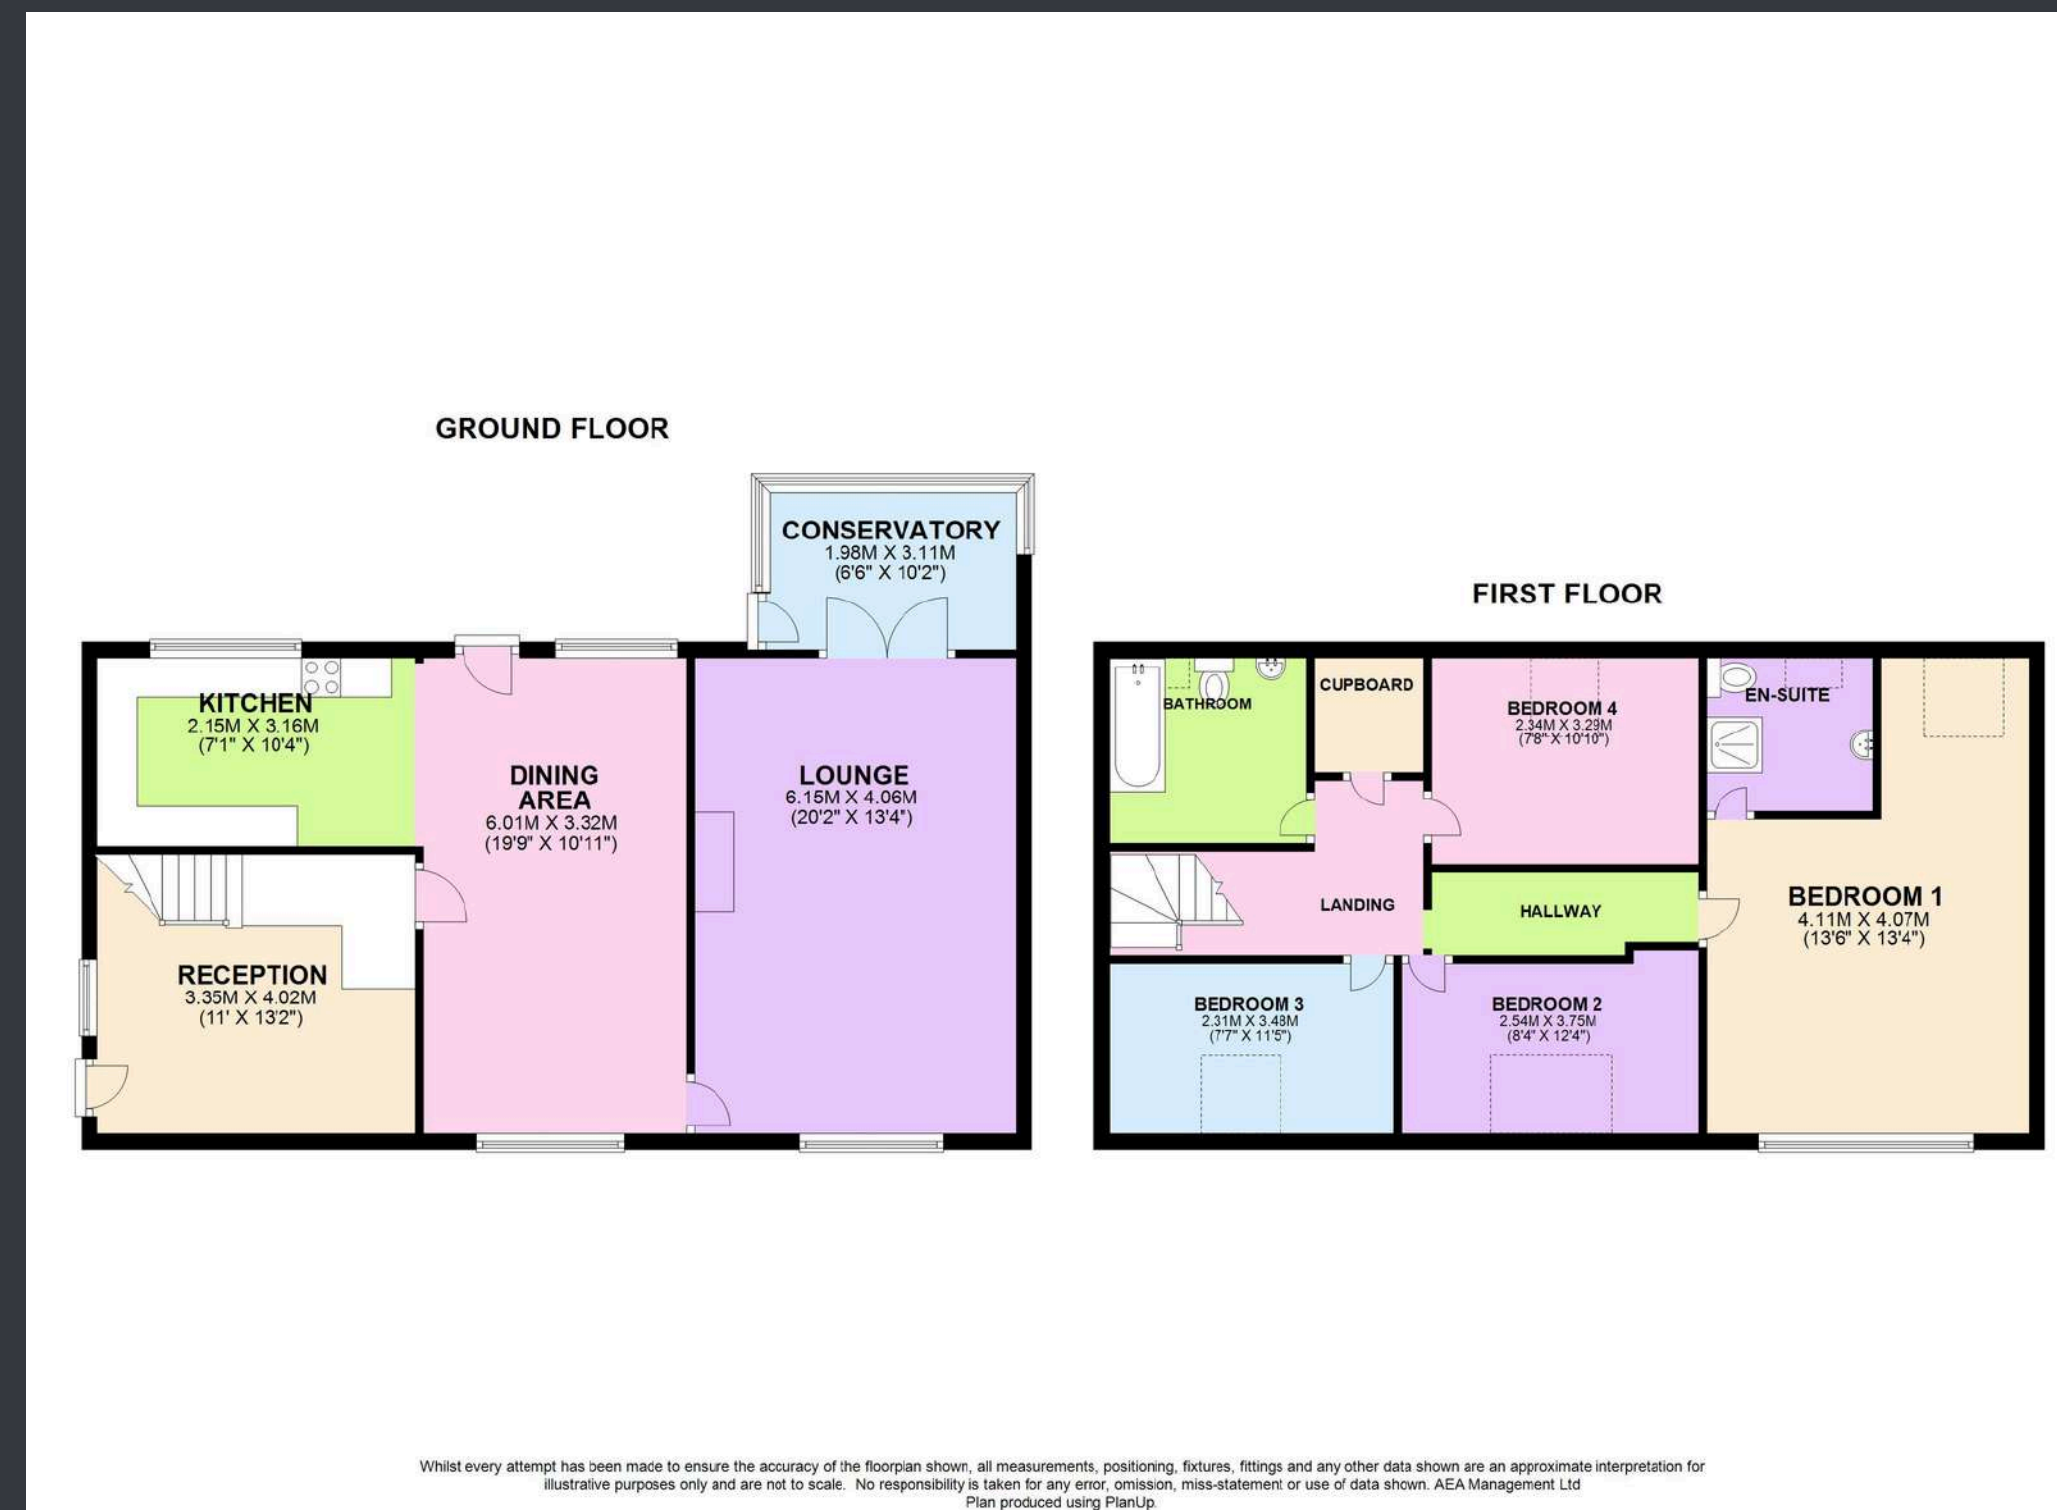 GROUND FLOOR
CONSERVATORY
1.98M X 3.11M
(6'6" X 10'2")
KITCHEN
2.15M X 3.16M
(7'1" X 10'4")
DINING
AREA
6.01M X 3.32M
(19'9" X 10'11")
LOUNGE
6.15M X 4.06M
(20'2" X 13'4")
RECEPTION
3.35M X 4.02M
(11' X 13'2")
FIRST FLOOR
BATHROOM
CUPBOARD
BEDROOM 4
2.34M X 3.29M
(7'8" X 10'10")
EN-SUITE
LANDING
HALLWAY
BEDROOM 1
4.11M X 4.07M
(13'6" X 13'4")
BEDROOM 3
2.31M X 3.48M
(7'7" X 11'5")
BEDROOM 2
2.54M X 3.75M
(8'4" X 12'4")
Whilst every attempt has been made to ensure the accuracy of the floorplan shown, all measurements, positioning, fixtures, fittings and any other data shown are an approximate interpretation for
illustrative purposes only and are not to scale. No responsibility is taken for any error, omission, miss-statement or use of data shown. AEA Management Ltd
Plan produced using PlanUp.